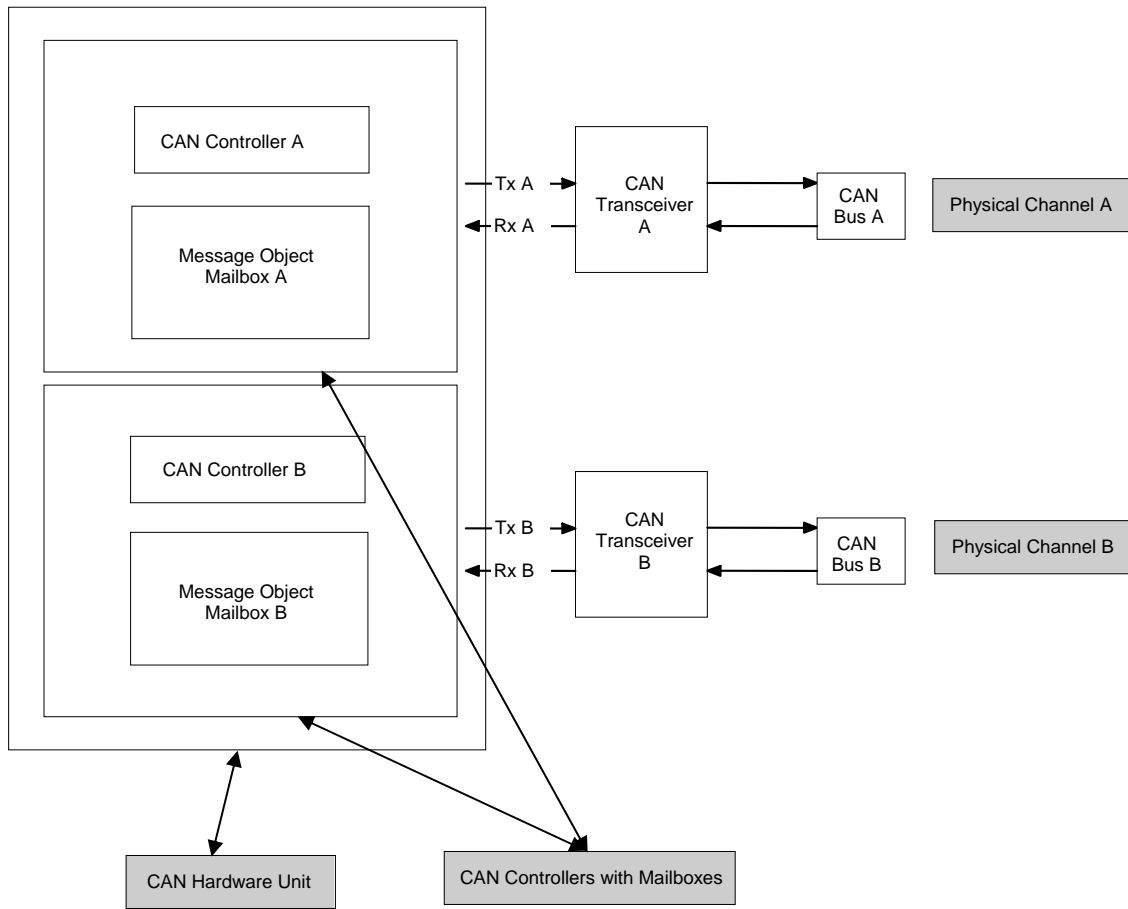 CAN Controller A
Message Object
Mailbox A
Tx A
Rx A
CAN
Transceiver
A
CAN
Bus A
Physical Channel A
CAN Controller B
Message Object
Mailbox B
Tx B
Rx B
CAN
Transceiver
B
CAN
Bus B
Physical Channel B
CAN Hardware Unit
CAN Controllers with Mailboxes